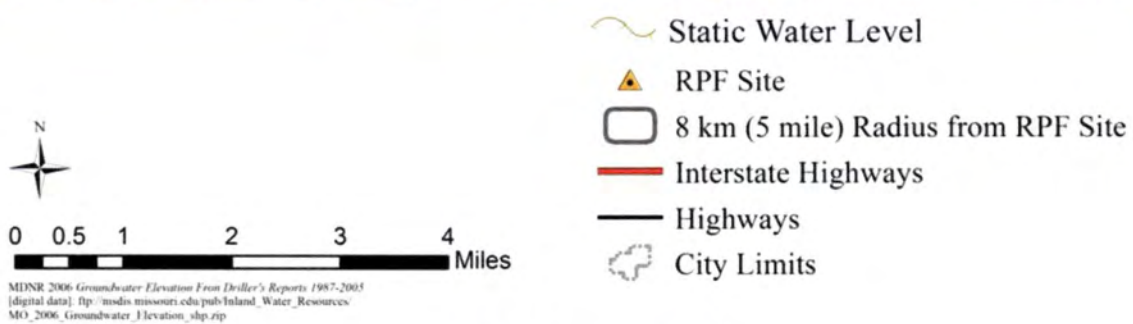 Static Water Level
RPF Site
8 km (5 mile) Radius from RPF Site
Interstate Highways
Highways
City Limits
N
0 0.5 1 2 3 4
Miles
MDNR 2006 Groundwater Elevation Fron Driller's Reports 1987-2005
[digital data]. ftp://msdis.missouri.edu/pub/Inland_Water_Resources/
MO_2006_Groundwater_Elevation_shp.zip